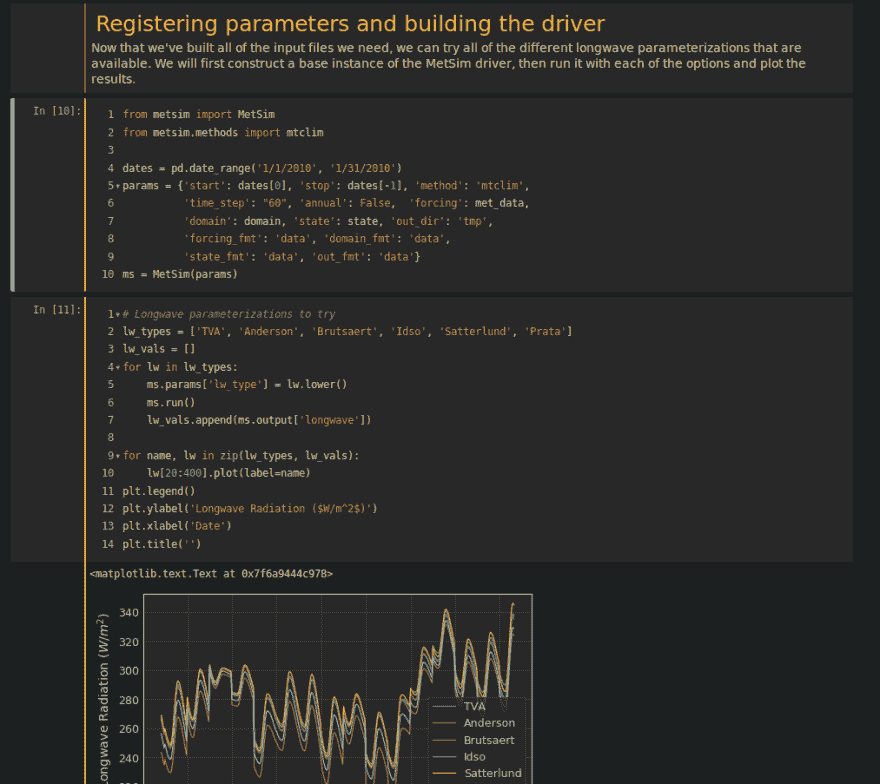 Registering parameters and building the driver
Now that we've built all of the input files we need, we can try all of the different longwave parameterizations that are
available. We will first construct a base instance of the MetSim driver, then run it with each of the options and plot the
results.
In [10]:
1 from metsim import MetSim
2 from metsim.methods import mtclim
3
4 dates = pd.date_range('1/1/2010', '1/31/2010')
5 params = {'start': dates[0], 'stop': dates[-1], 'method': 'mtclim',
6 'time_step': "60", 'annual': False,  'forcing': met_data,
7 'domain': domain, 'state': state, 'out_dir': 'tmp',
8 'forcing_fmt': 'data', 'domain_fmt': 'data',
9 'state_fmt': 'data', 'out_fmt': 'data'}
10 ms = MetSim(params)
In [11]:
1 # Longwave parameterizations to try
2 lw_types = ['TVA', 'Anderson', 'Brutsaert', 'Idso', 'Satterlund', 'Prata']
3 lw_vals = []
4 for lw in lw_types:
5     ms.params['lw_type'] = lw.lower()
6     ms.run()
7     lw_vals.append(ms.output['longwave'])
8
9 for name, lw in zip(lw_types, lw_vals):
10     lw[20:400].plot(label=name)
11 plt.legend()
12 plt.ylabel('Longwave Radiation ($W/m^2$)')
13 plt.xlabel('Date')
14 plt.title('')
<matplotlib.text.Text at 0x7f6a9444c978>
340
320
300
280
260
240
ongwave Radiation (W/m²)
TVA
Anderson
Brutsaert
Idso
Satterlund